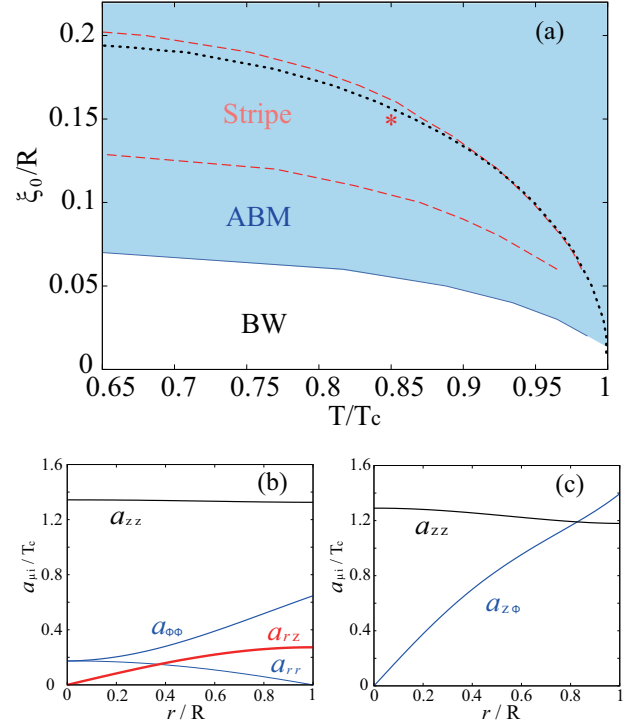 (a)
0.2
0.15
0.1
0.05
0
ξ0/R
Stripe
*
ABM
BW
0.65 0.7 0.75 0.8 0.85 0.9 0.95 1
T/Tc
(b)
1.6
1.2
0.8
0.4
0
aμi / Tc
azz
aΦΦ
arz
arr
0 0.2 0.4 0.6 0.8 1
r / R
(c)
1.6
1.2
0.8
0.4
0
aμi / Tc
azz
azΦ
0 0.2 0.4 0.6 0.8 1
r / R